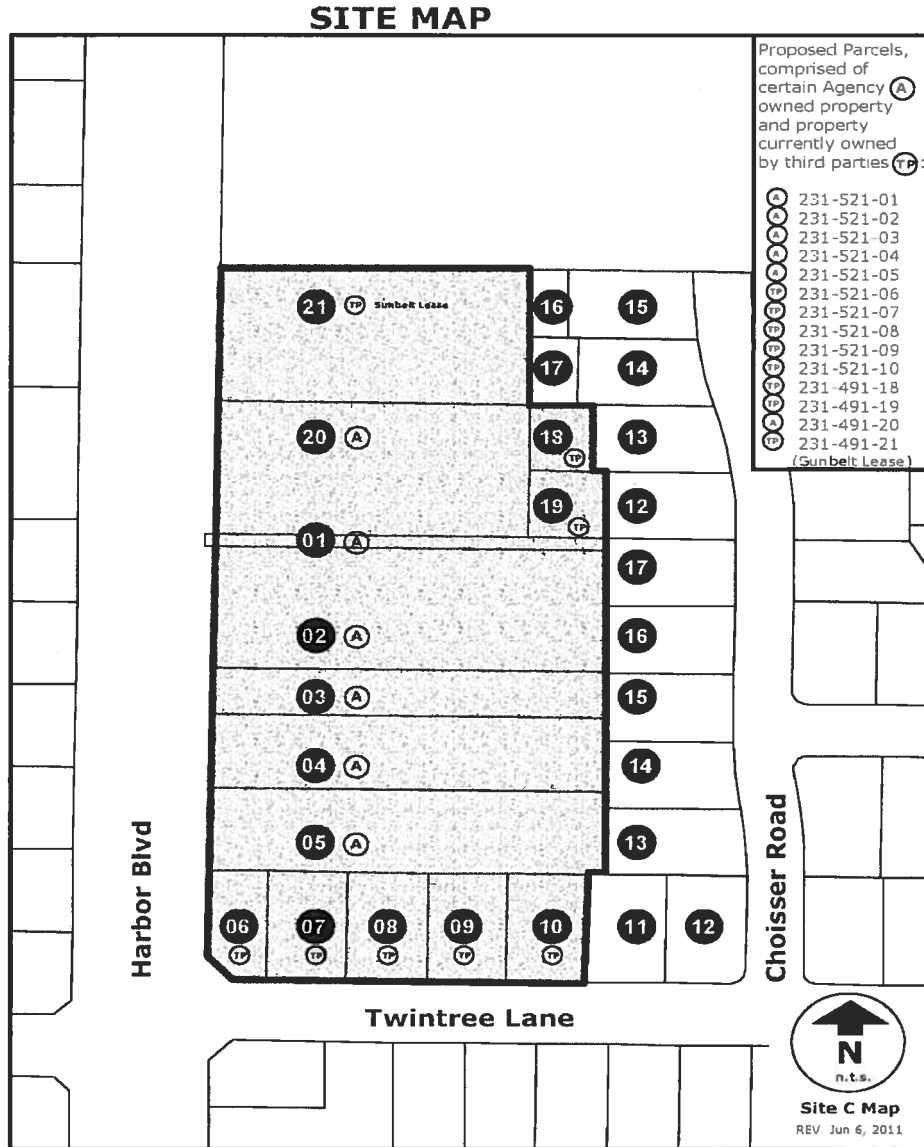 SITE MAP
Proposed Parcels,
comprised of
certain Agency A
owned property
and property
currently owned
by third parties TP:
A 231-521-01
A 231-521-02
A 231-521-03
A 231-521-04
A 231-521-05
TP 231-521-06
TP 231-521-07
TP 231-521-08
TP 231-521-09
TP 231-521-10
TP 231-491-18
TP 231-491-19
A 231-491-20
TP 231-491-21
(Sunbelt Lease)
21 TP Sunbelt Lease
16 15
17 14
20 A
18 TP
13
19 TP
12
01 A
17
02 A
16
03 A
15
04 A
14
05 A
13
06 TP
07 TP
08 TP
09 TP
10 TP
11
12
Harbor Blvd
Choisser Road
Twintree Lane
N
n.t.s.
Site C Map
REV. Jun 6, 2011